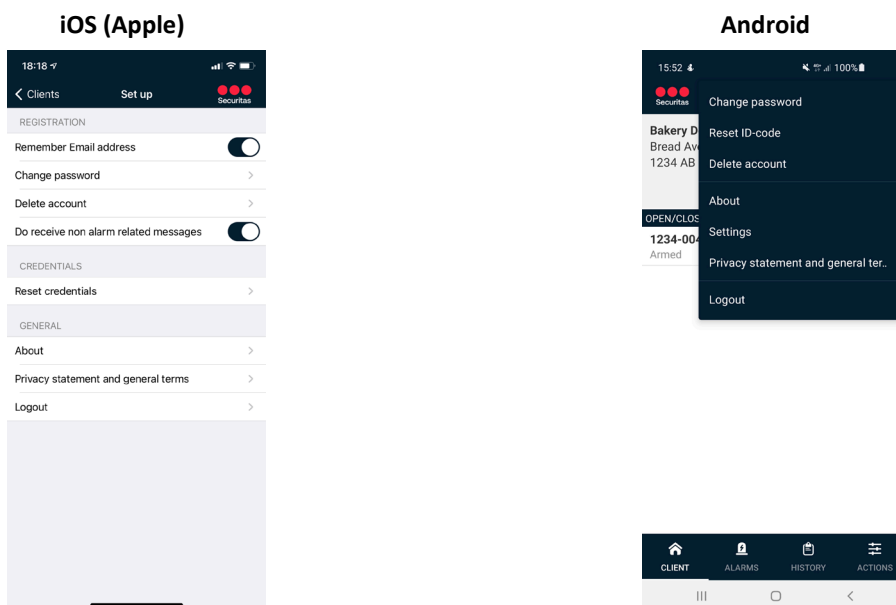 iOS (Apple)
18:18
Clients
Set up
Securitas
REGISTRATION
Remember Email address
Change password
Delete account
Do receive non alarm related messages
CREDENTIALS
Reset credentials
GENERAL
About
Privacy statement and general terms
Logout
Android
15:52
100%
Securitas
Change password
Bakery D
Reset ID-code
Bread Av
1234 AB
Delete account
About
OPEN/CLOS
Settings
1234-004
Armed
Privacy statement and general ter..
Logout
CLIENT
ALARMS
HISTORY
ACTIONS